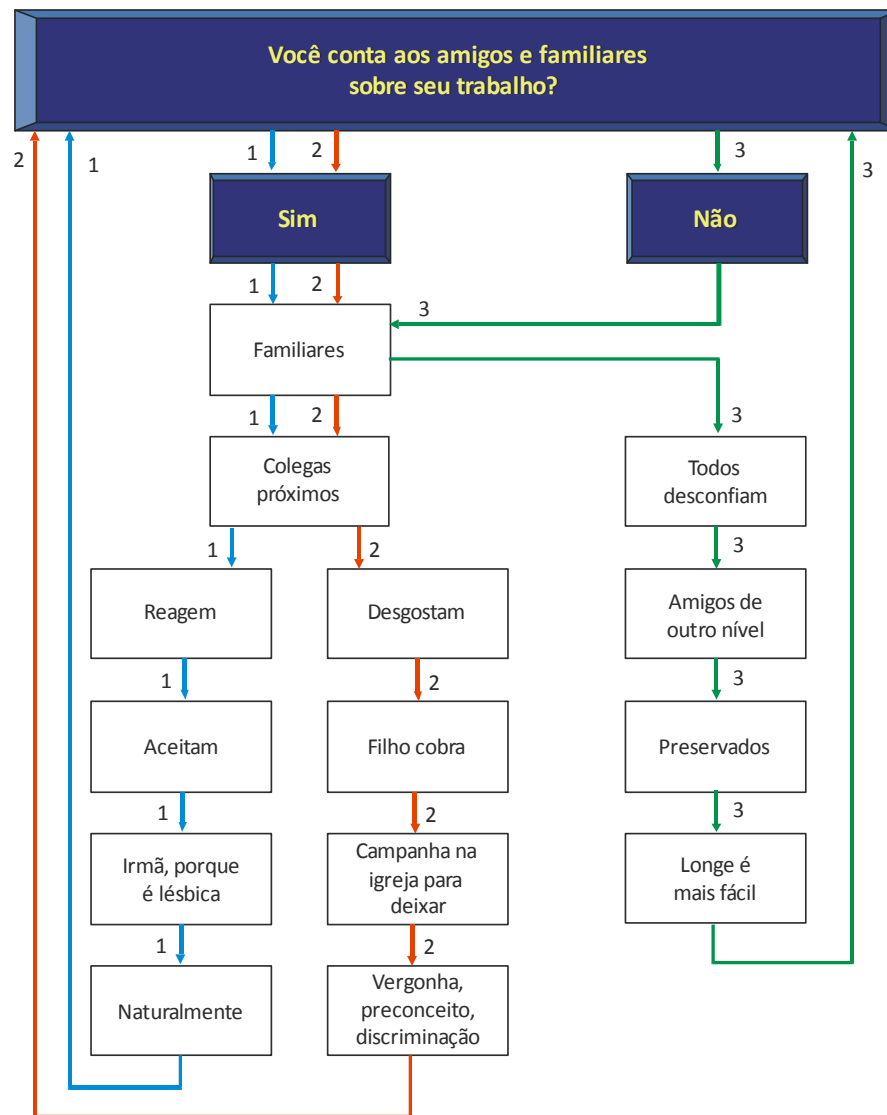 Você conta aos amigos e familiares
sobre seu trabalho?
2
1
1
2
3
3
Sim
Não
1
2
3
Familiares
1
2
3
Colegas
próximos
Todos
desconfiam
1
2
3
Reagem
Desgostam
Amigos de
outro nível
1
2
3
Aceitam
Filho cobra
Preservados
1
2
3
Irmã, porque
é lésbica
Campanha na
igreja para
deixar
Longe é
mais fácil
1
2
Naturalmente
Vergonha,
preconceito,
discriminação